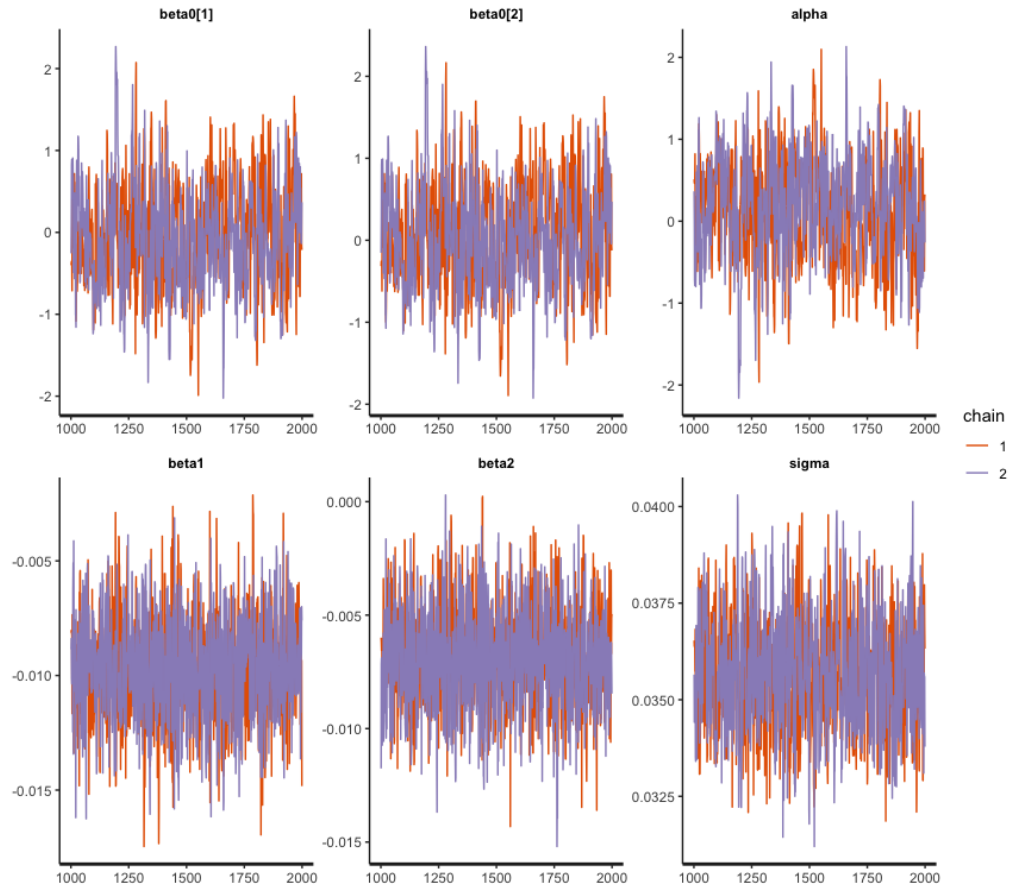 beta0[1] beta0[2] alpha
2 2 2
1 1 1
0 0 0
-1 -1 -1
-2 -2 -2
1000 1250 1500 1750 2000 1000 1250 1500 1750 2000 1000 1250 1500 1750 2000
chain
1
2
beta1 beta2 sigma
-0.005 0.000 0.0400
-0.010 -0.005 0.0375
-0.015 -0.010 0.0350
-0.015 0.0325
1000 1250 1500 1750 2000 1000 1250 1500 1750 2000 1000 1250 1500 1750 2000